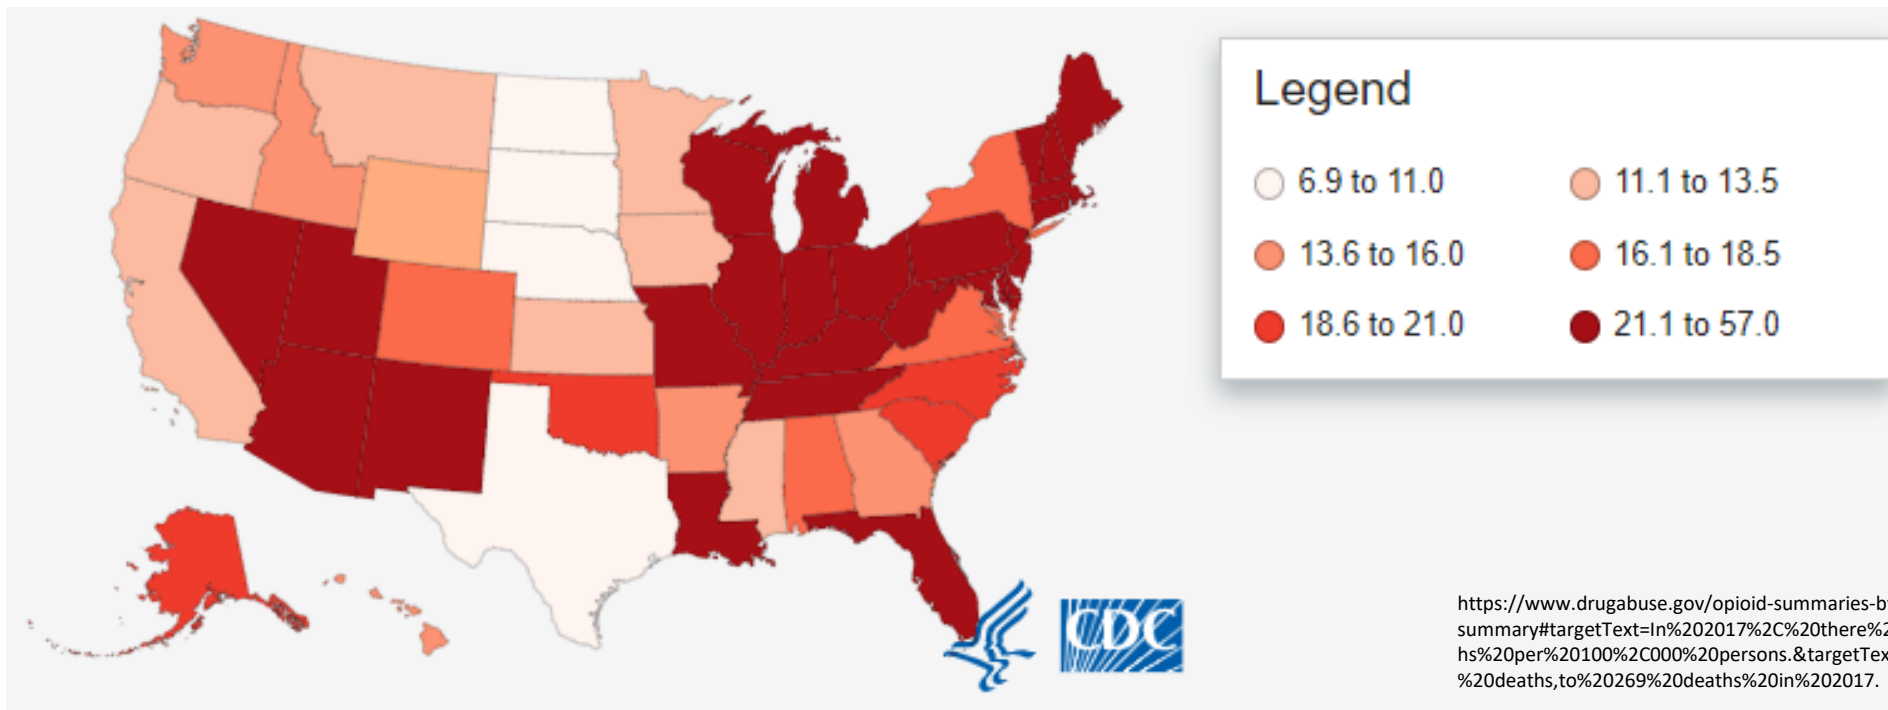 Legend
6.9 to 11.0
11.1 to 13.5
13.6 to 16.0
16.1 to 18.5
18.6 to 21.0
21.1 to 57.0
CDC
https://www.drugabuse.gov/opioid-summaries-b
summary#targetText=In%202017%2C%20there%2
hs%20per%20100%2C000%20persons.&targetTex
%20deaths,to%20269%20deaths%20in%202017.